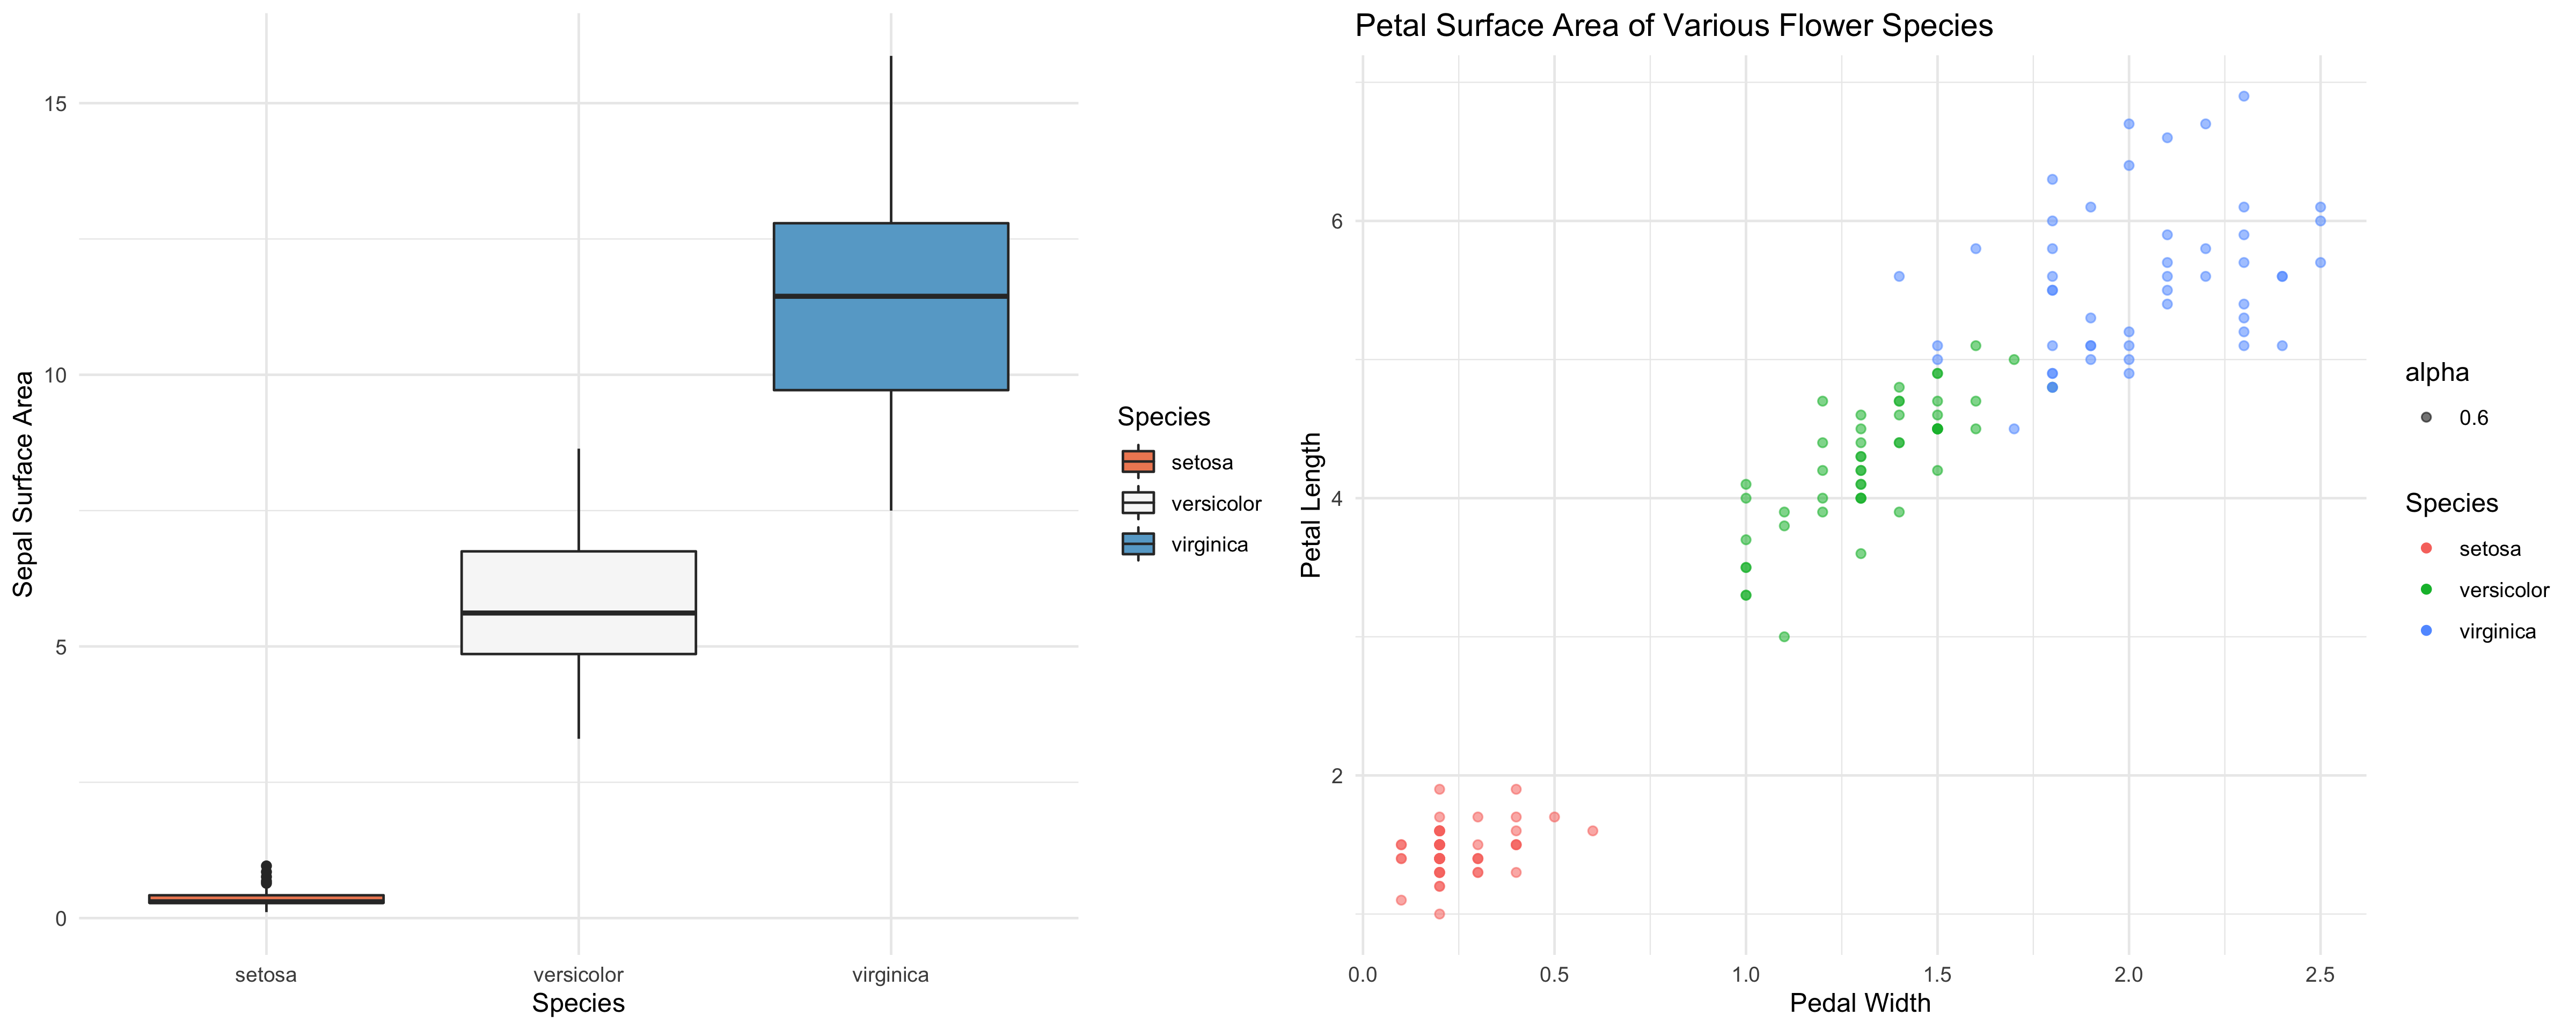 Sepal Surface Area
15
10
5
0
setosa
versicolor
virginica
Species
Species
setosa
versicolor
virginica
Petal Surface Area of Various Flower Species
Petal Length
6
4
2
0.0
0.5
1.0
1.5
2.0
2.5
Pedal Width
alpha
0.6
Species
setosa
versicolor
virginica